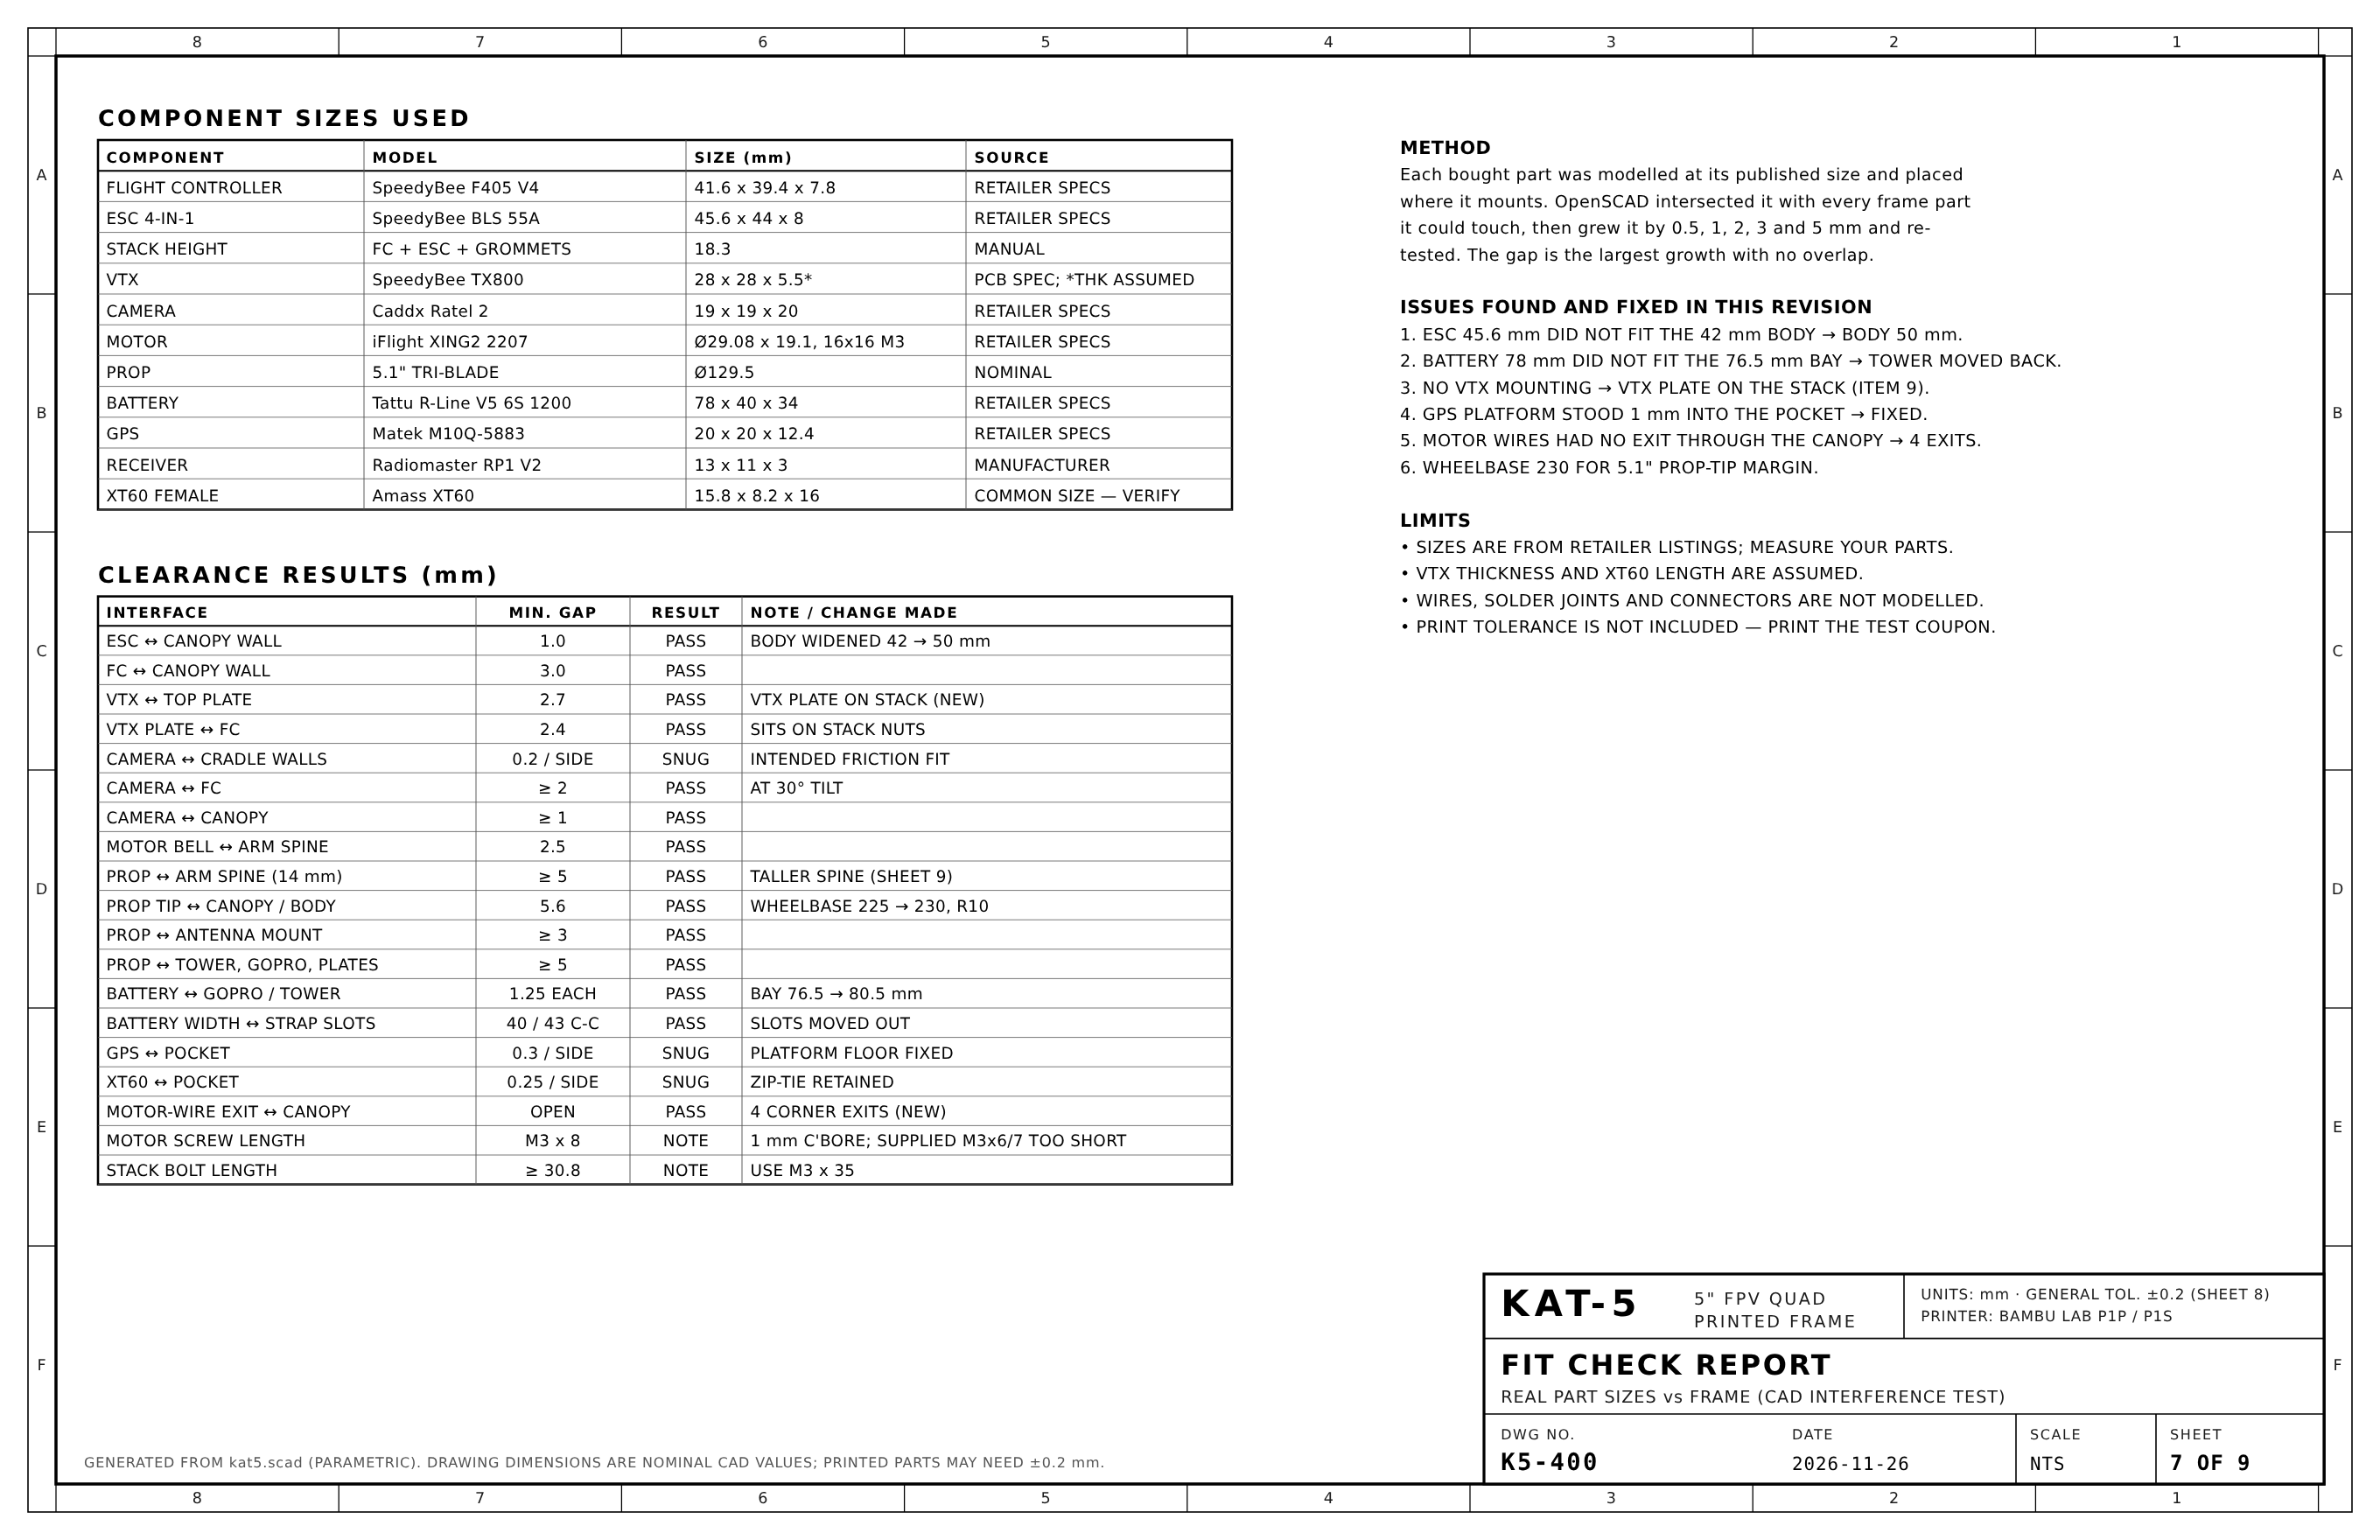 8 7 6 5 4 3 2 1
A A
B B
C C
D D
E E
F F
COMPONENT SIZES USED
COMPONENT MODEL SIZE (mm) SOURCE
FLIGHT CONTROLLER SpeedyBee F405 V4 41.6 x 39.4 x 7.8 RETAILER SPECS
ESC 4-IN-1 SpeedyBee BLS 55A 45.6 x 44 x 8 RETAILER SPECS
STACK HEIGHT FC + ESC + GROMMETS 18.3 MANUAL
VTX SpeedyBee TX800 28 x 28 x 5.5* PCB SPEC; *THK ASSUMED
CAMERA Caddx Ratel 2 19 x 19 x 20 RETAILER SPECS
MOTOR iFlight XING2 2207 Ø29.08 x 19.1, 16x16 M3 RETAILER SPECS
PROP 5.1" TRI-BLADE Ø129.5 NOMINAL
BATTERY Tattu R-Line V5 6S 1200 78 x 40 x 34 RETAILER SPECS
GPS Matek M10Q-5883 20 x 20 x 12.4 RETAILER SPECS
RECEIVER Radiomaster RP1 V2 13 x 11 x 3 MANUFACTURER
XT60 FEMALE Amass XT60 15.8 x 8.2 x 16 COMMON SIZE — VERIFY
CLEARANCE RESULTS (mm)
INTERFACE MIN. GAP RESULT NOTE / CHANGE MADE
ESC ↔ CANOPY WALL 1.0 PASS BODY WIDENED 42 → 50 mm
FC ↔ CANOPY WALL 3.0 PASS
VTX ↔ TOP PLATE 2.7 PASS VTX PLATE ON STACK (NEW)
VTX PLATE ↔ FC 2.4 PASS SITS ON STACK NUTS
CAMERA ↔ CRADLE WALLS 0.2 / SIDE SNUG INTENDED FRICTION FIT
CAMERA ↔ FC ≥ 2 PASS AT 30° TILT
CAMERA ↔ CANOPY ≥ 1 PASS
MOTOR BELL ↔ ARM SPINE 2.5 PASS
PROP ↔ ARM SPINE (14 mm) ≥ 5 PASS TALLER SPINE (SHEET 9)
PROP TIP ↔ CANOPY / BODY 5.6 PASS WHEELBASE 225 → 230, R10
PROP ↔ ANTENNA MOUNT ≥ 3 PASS
PROP ↔ TOWER, GOPRO, PLATES ≥ 5 PASS
BATTERY ↔ GOPRO / TOWER 1.25 EACH PASS BAY 76.5 → 80.5 mm
BATTERY WIDTH ↔ STRAP SLOTS 40 / 43 C-C PASS SLOTS MOVED OUT
GPS ↔ POCKET 0.3 / SIDE SNUG PLATFORM FLOOR FIXED
XT60 ↔ POCKET 0.25 / SIDE SNUG ZIP-TIE RETAINED
MOTOR-WIRE EXIT ↔ CANOPY OPEN PASS 4 CORNER EXITS (NEW)
MOTOR SCREW LENGTH M3 x 8 NOTE 1 mm C'BORE; SUPPLIED M3x6/7 TOO SHORT
STACK BOLT LENGTH ≥ 30.8 NOTE USE M3 x 35
METHOD
Each bought part was modelled at its published size and placed
where it mounts. OpenSCAD intersected it with every frame part
it could touch, then grew it by 0.5, 1, 2, 3 and 5 mm and re-
tested. The gap is the largest growth with no overlap.
ISSUES FOUND AND FIXED IN THIS REVISION
1. ESC 45.6 mm DID NOT FIT THE 42 mm BODY → BODY 50 mm.
2. BATTERY 78 mm DID NOT FIT THE 76.5 mm BAY → TOWER MOVED BACK.
3. NO VTX MOUNTING → VTX PLATE ON THE STACK (ITEM 9).
4. GPS PLATFORM STOOD 1 mm INTO THE POCKET → FIXED.
5. MOTOR WIRES HAD NO EXIT THROUGH THE CANOPY → 4 EXITS.
6. WHEELBASE 230 FOR 5.1" PROP-TIP MARGIN.
LIMITS
• SIZES ARE FROM RETAILER LISTINGS; MEASURE YOUR PARTS.
• VTX THICKNESS AND XT60 LENGTH ARE ASSUMED.
• WIRES, SOLDER JOINTS AND CONNECTORS ARE NOT MODELLED.
• PRINT TOLERANCE IS NOT INCLUDED — PRINT THE TEST COUPON.
KAT-5
5" FPV QUAD
PRINTED FRAME
UNITS: mm · GENERAL TOL. ±0.2 (SHEET 8)
PRINTER: BAMBU LAB P1P / P1S
FIT CHECK REPORT
REAL PART SIZES vs FRAME (CAD INTERFERENCE TEST)
DWG NO. DATE SCALE SHEET
K5-400 2026-11-26 NTS 7 OF 9
GENERATED FROM kat5.scad (PARAMETRIC). DRAWING DIMENSIONS ARE NOMINAL CAD VALUES; PRINTED PARTS MAY NEED ±0.2 mm.
8 7 6 5 4 3 2 1